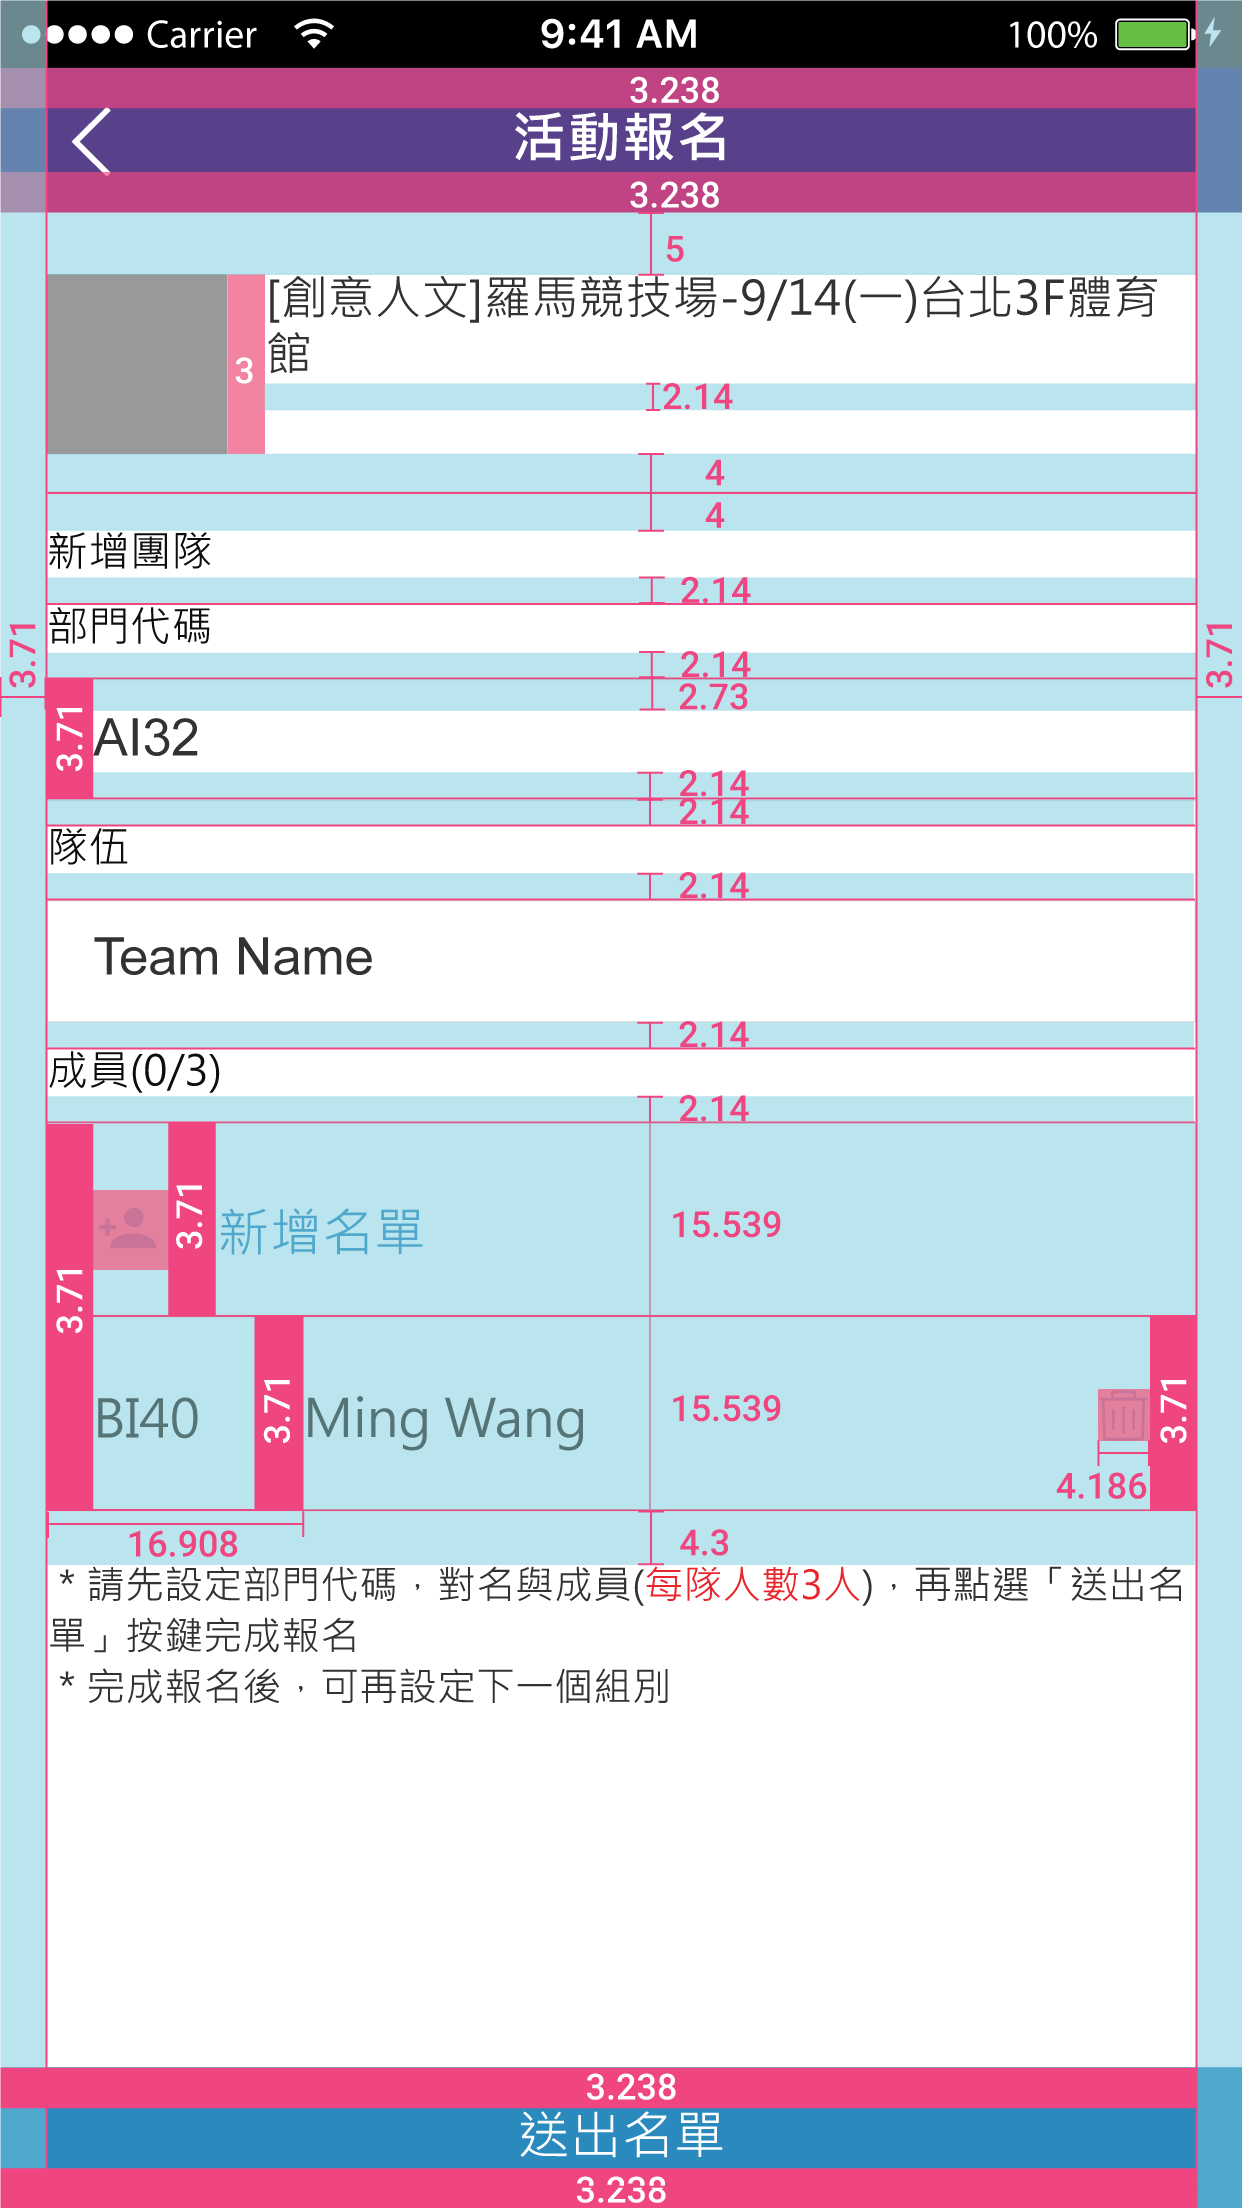 Carrier 9:41 AM 100%
3.238
活動報名
3.238
5
[創意人文]羅馬競技場-9/14(一)台北3F體育
館
3
2.14
4
4
新增團隊
2.14
部門代碼
3.71
3.71
2.14
2.73
3.71
AI32
2.14
2.14
隊伍
2.14
Team Name
2.14
成員(0/3)
2.14
3.71
新增名單
15.539
3.71
BI40
3.71
Ming Wang
15.539
3.71
4.186
16.908
4.3
* 請先設定部門代碼，對名與成員(每隊人數3人)，再點選「送出名
單」按鍵完成報名
* 完成報名後，可再設定下一個組別
3.238
送出名單
3.238